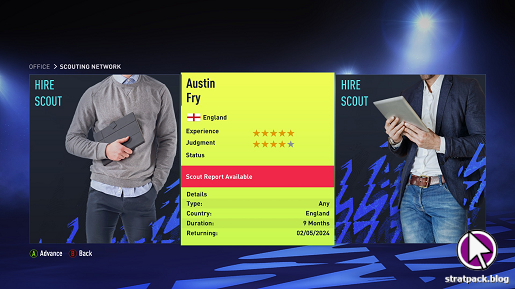 OFFICE > SCOUTING NETWORK
HIRE
SCOUT
Austin
Fry
England
Experience
Judgment
Status
Scout Report Available
Details
Type: Any
Country: England
Duration: 9 Months
Returning: 02/05/2024
HIRE
SCOUT
A Advance B Back
stratpack.blog